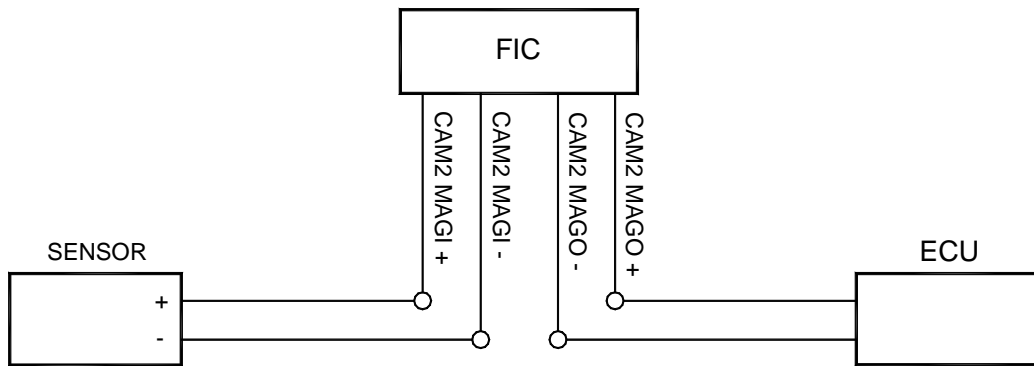 FIC
CAM2 MAGI +
CAM2 MAGI -
CAM2 MAGO -
CAM2 MAGO +
SENSOR
+
-
ECU